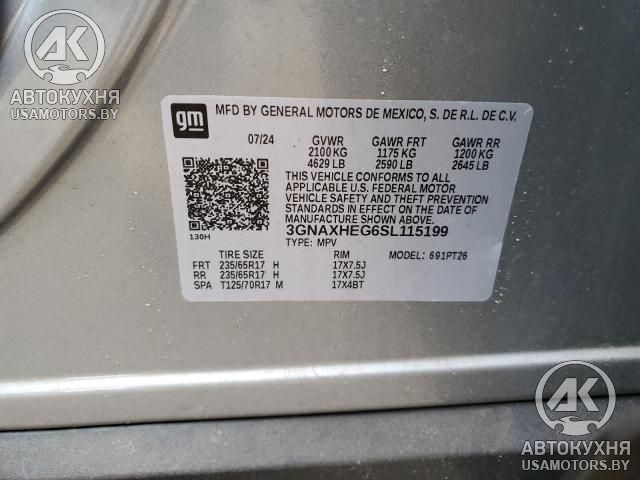 АК
АВТОКУХНЯ
USAMOTORS.BY
gm
MFD BY GENERAL MOTORS DE MEXICO, S. DE R.L. DE C.V.
07/24 GVWR GAWR FRT GAWR RR
2100 KG 1175 KG 1200 KG
4629 LB 2590 LB 2645 LB
THIS VEHICLE CONFORMS TO ALL
APPLICABLE U.S. FEDERAL MOTOR
VEHICLE SAFETY AND THEFT PREVENTION
STANDARDS IN EFFECT ON THE DATE OF
MANUFACTURE SHOWN ABOVE.
130H 3GNAXHEG6SL115199
TYPE: MPV
TIRE SIZE RIM MODEL: 691PT26
FRT 235/65R17 H 17X7.5J
RR 235/65R17 H 17X7.5J
SPA T125/70R17 M 17X4BT
АК
АВТОКУХНЯ
USAMOTORS.BY